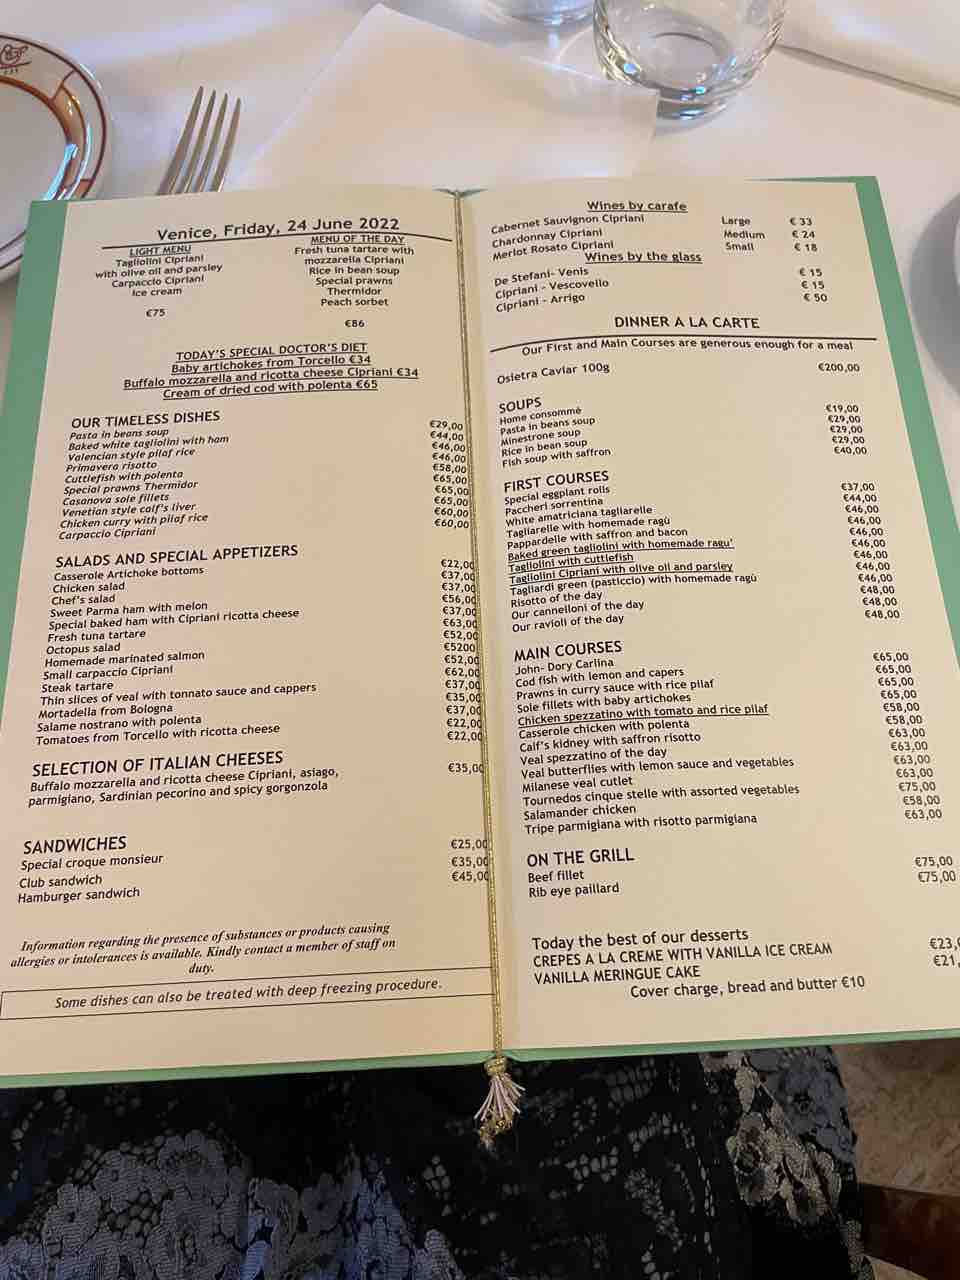 Venice, Friday, 24 June 2022
LIGHT MENU
Tagliolini Cipriani
with olive oil and parsley
Carpaccio Cipriani
Ice cream
€75
MENU OF THE DAY
Fresh tuna tartare with
mozzarella Cipriani
Rice in bean soup
Special prawns
Thermidor
Peach sorbet
€86
TODAY'S SPECIAL DOCTOR'S DIET
Baby artichokes from Torcello €34
Buffalo mozzarella and ricotta cheese Cipriani €34
Cream of dried cod with polenta €65
OUR TIMELESS DISHES
Pasta in beans soup €29,00
Baked white tagliolini with ham €44,00
Valencian style pilaf rice €46,00
Primavera risotto €46,00
Cuttlefish with polenta €58,00
Special prawns Thermidor €65,00
Casanova sole fillets €65,00
Venetian style calf's liver €65,00
Chicken curry with pilaf rice €60,00
Carpaccio Cipriani €60,00
SALADS AND SPECIAL APPETIZERS
Casserole Artichoke bottoms €22,00
Chicken salad €37,00
Chef's salad €37,00
Sweet Parma ham with melon €56,00
Special baked ham with Cipriani ricotta cheese €37,00
Fresh tuna tartare €63,00
Octopus salad €52,00
Homemade marinated salmon €5200
Small carpaccio Cipriani €52,00
Steak tartare €62,00
Thin slices of veal with tonnato sauce and cappers €37,00
Mortadella from Bologna €35,00
Salame nostrano with polenta €37,00
Tomatoes from Torcello with ricotta cheese €22,00
€22,00
SELECTION OF ITALIAN CHEESES
Buffalo mozzarella and ricotta cheese Cipriani, asiago, €35,00
parmigiano, Sardinian pecorino and spicy gorgonzola
SANDWICHES
Special croque monsieur €25,00
Club sandwich €35,00
Hamburger sandwich €45,00
Information regarding the presence of substances or products causing
allergies or intolerances is available. Kindly contact a member of staff on
duty.
Some dishes can also be treated with deep freezing procedure.
Wines by carafe
Cabernet Sauvignon Cipriani Large € 33
Chardonnay Cipriani Medium € 24
Merlot Rosato Cipriani Small € 18
Wines by the glass
De Stefani- Venis € 15
Cipriani - Vescovello € 15
Cipriani - Arrigo € 50
DINNER A LA CARTE
Our First and Main Courses are generous enough for a meal
Osietra Caviar 100g €200,00
SOUPS
Home consommé €19,00
Pasta in beans soup €29,00
Minestrone soup €29,00
Rice in bean soup €29,00
Fish soup with saffron €40,00
FIRST COURSES
Special eggplant rolls €37,00
Paccheri sorrentina €44,00
White amatriciana tagliarelle €46,00
Tagliarelle with homemade ragù €46,00
Pappardelle with saffron and bacon €46,00
Baked green tagliolini with homemade ragu' €46,00
Tagliolini with cuttlefish €46,00
Tagliolini Cipriani with olive oil and parsley €46,00
Tagliardi green (pasticcio) with homemade ragù €46,00
Risotto of the day €48,00
Our cannelloni of the day €48,00
Our ravioli of the day €48,00
MAIN COURSES
John- Dory Carlina €65,00
Cod fish with lemon and capers €65,00
Prawns in curry sauce with rice pilaf €65,00
Sole fillets with baby artichokes €65,00
Chicken spezzatino with tomato and rice pilaf €58,00
Casserole chicken with polenta €58,00
Calf's kidney with saffron risotto €63,00
Veal spezzatino of the day €63,00
Veal butterflies with lemon sauce and vegetables €63,00
Milanese veal cutlet €63,00
Tournedos cinque stelle with assorted vegetables €75,00
Salamander chicken €58,00
Tripe parmigiana with risotto parmigiana €63,00
ON THE GRILL
Beef fillet €75,00
Rib eye paillard €75,00
Today the best of our desserts
CREPES A LA CREME WITH VANILLA ICE CREAM €23,
VANILLA MERINGUE CAKE €21,
Cover charge, bread and butter €10